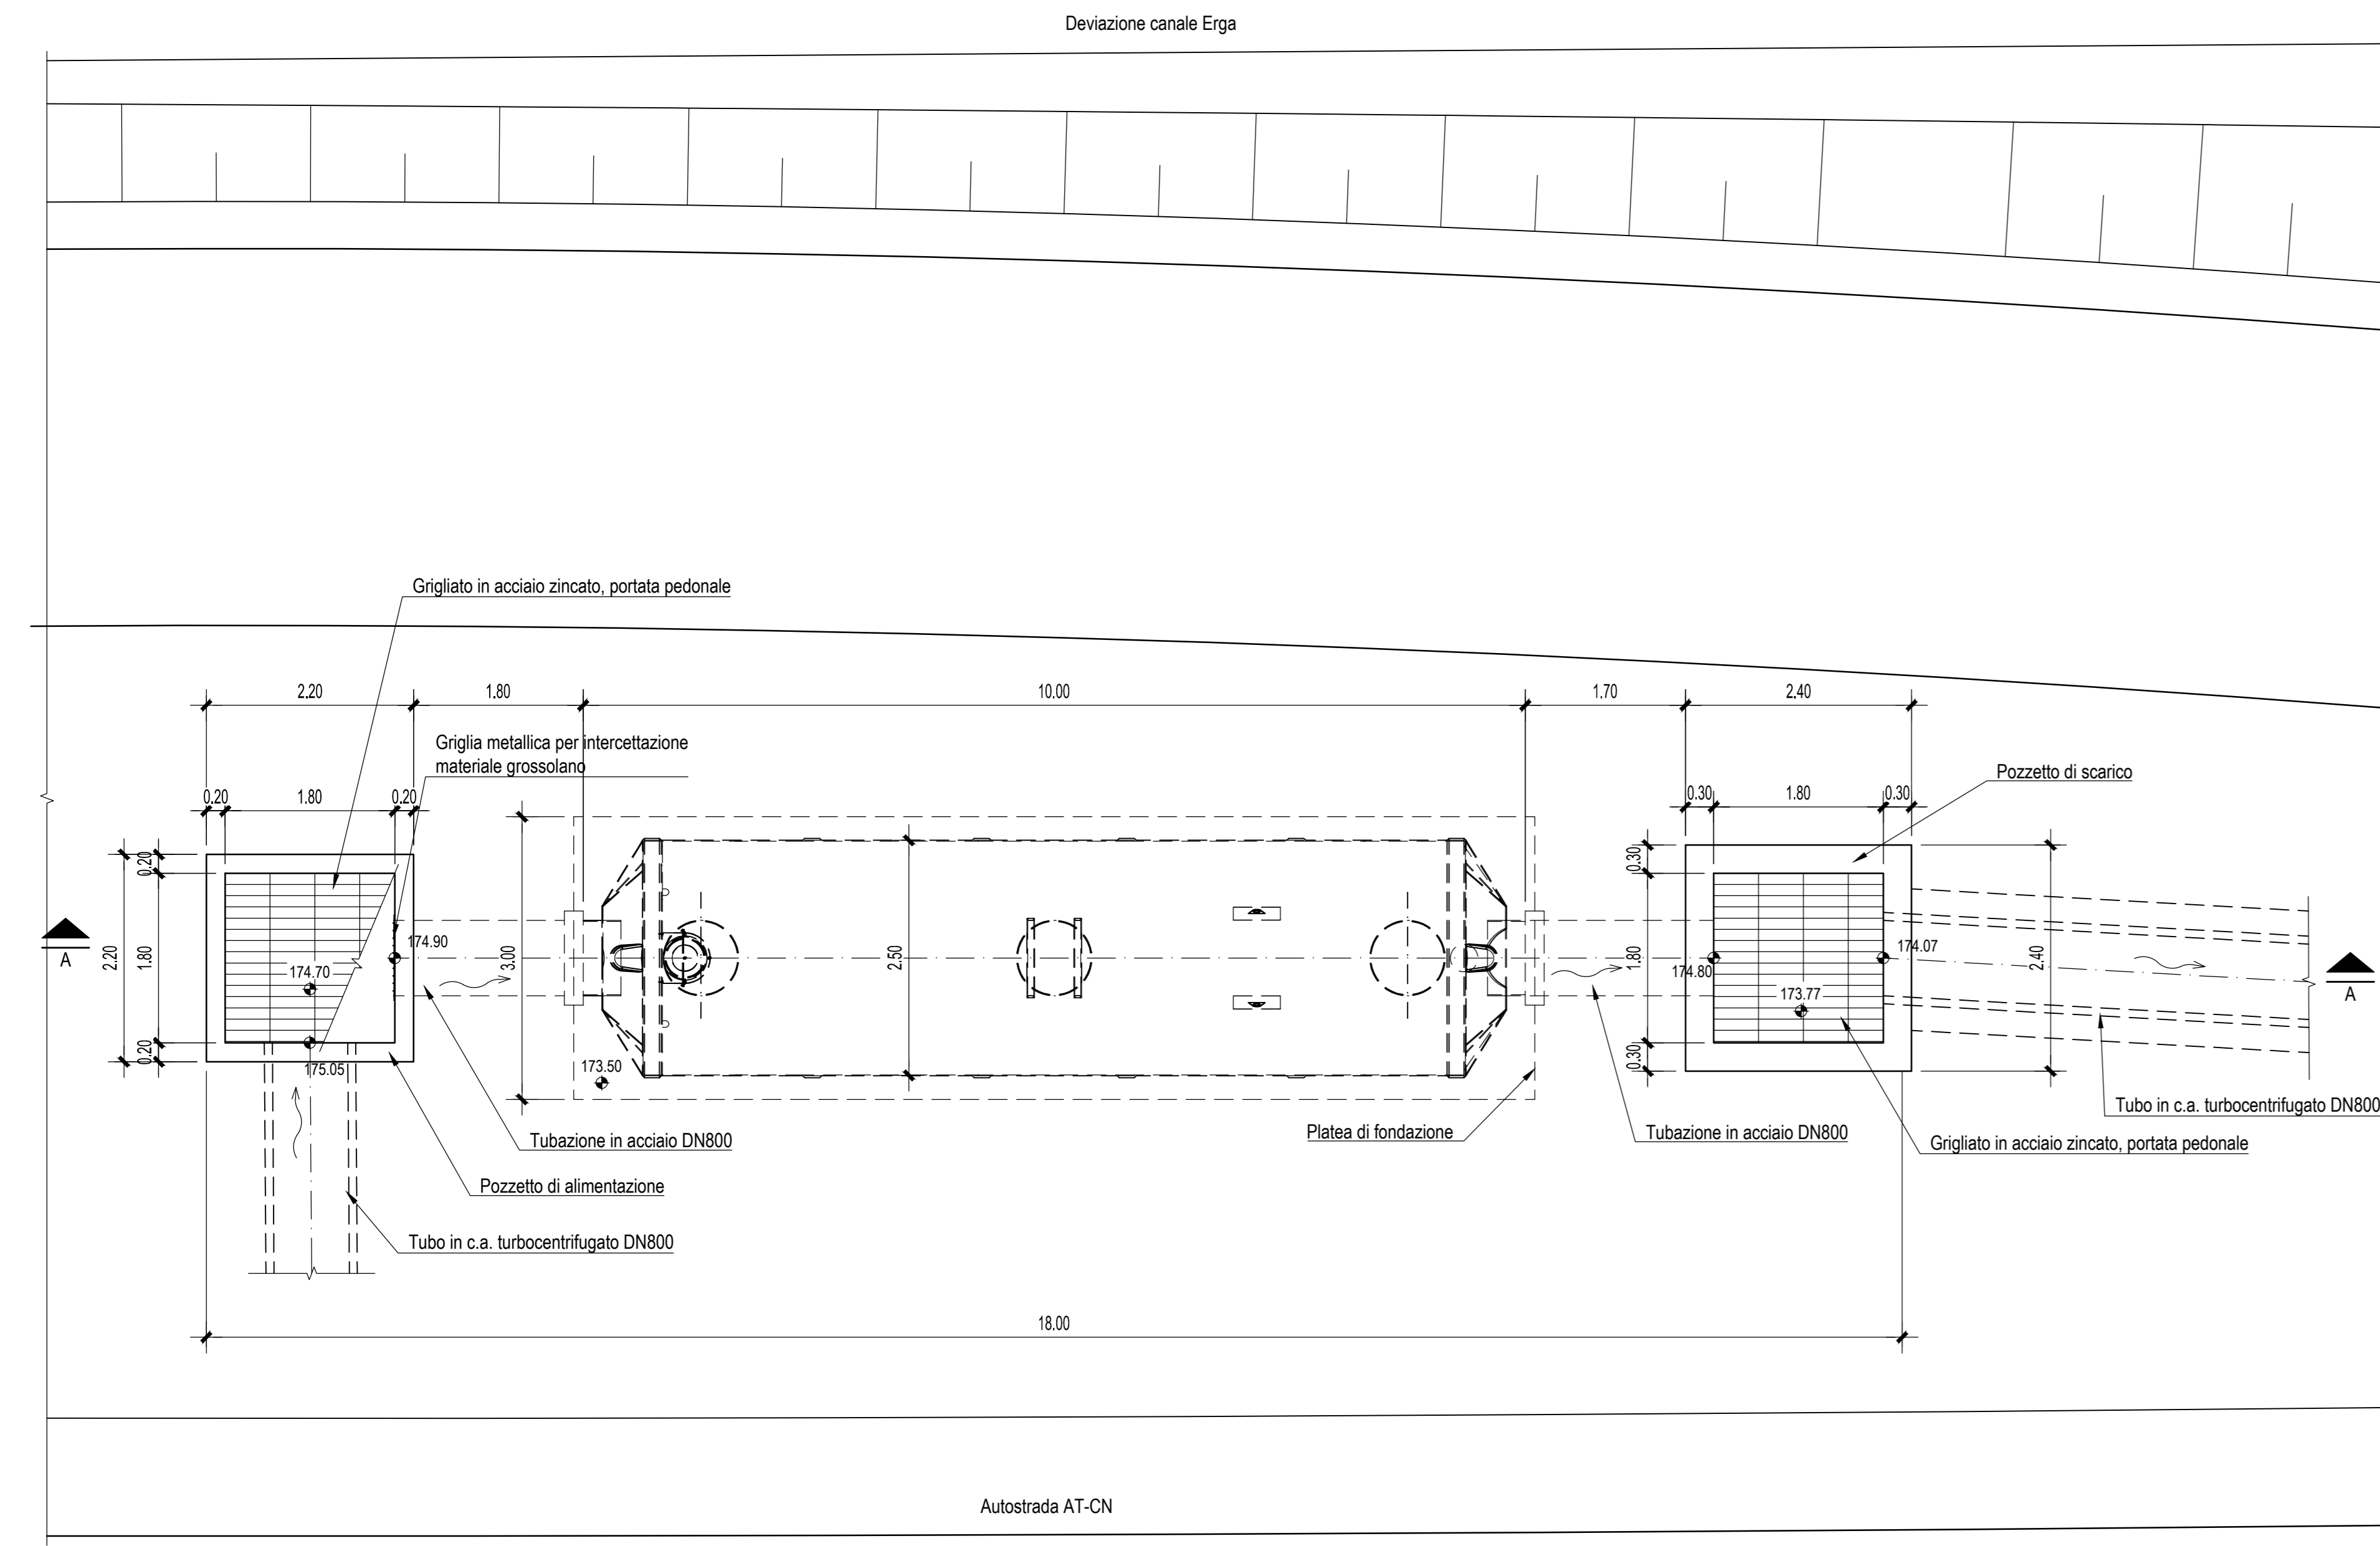 Deviazione canale Erga
Grigliato in acciaio zincato, portata pedonale
2.20
1.80
10.00
1.70
2.40
Griglia metallica per intercettazione
materiale grossolano
Pozzetto di scarico
0.20
1.80
0.20
0.30
1.80
0.30
0.20
0.30
A
2.20
1.80
174.90
174.70
3.00
2.50
1.80
174.80
174.07
173.77
2.40
A
0.20
175.05
173.50
0.30
Tubo in c.a. turbocentrifugato DN800
Tubazione in acciaio DN800
Platea di fondazione
Tubazione in acciaio DN800
Grigliato in acciaio zincato, portata pedonale
Pozzetto di alimentazione
Tubo in c.a. turbocentrifugato DN800
18.00
Autostrada AT-CN